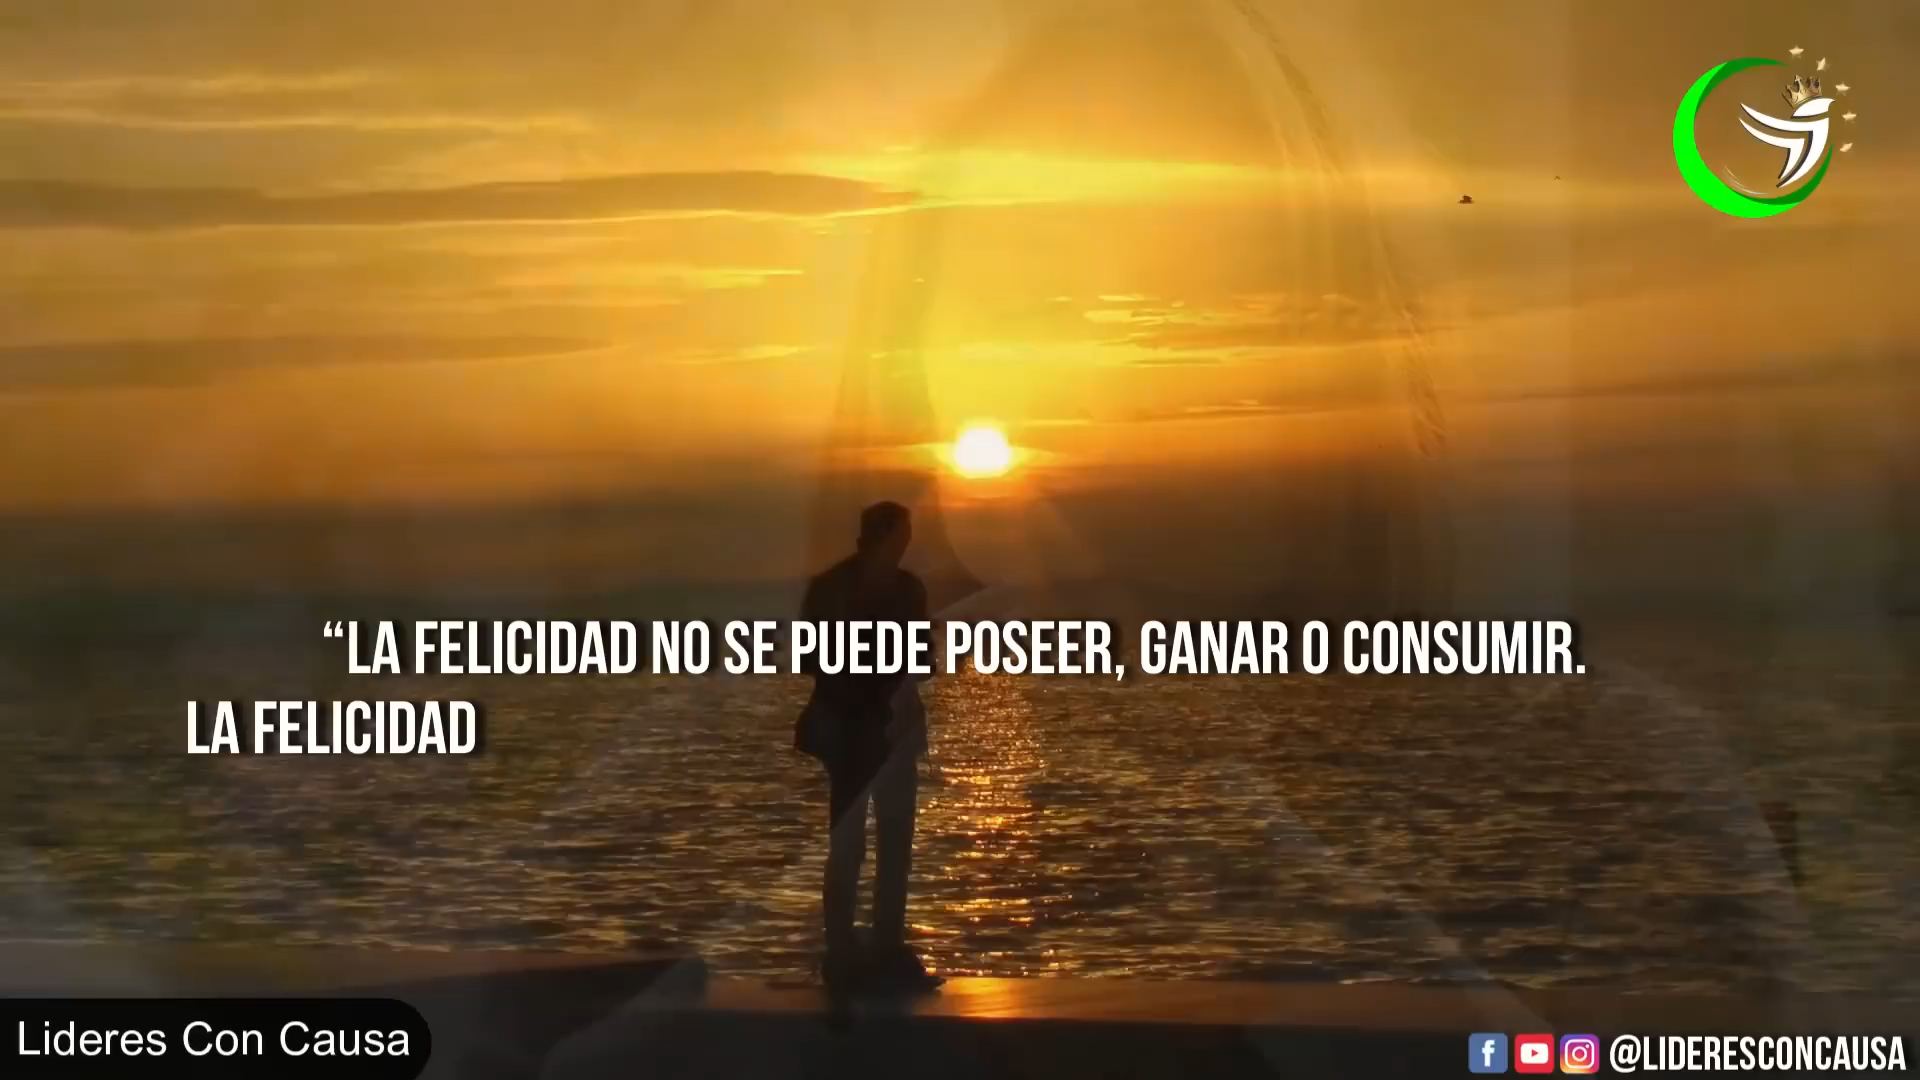 “LA FELICIDAD NO SE PUEDE POSEER, GANAR O CONSUMIR.
LA FELICIDAD
Lideres Con Causa
@LIDERESCONCAUSA